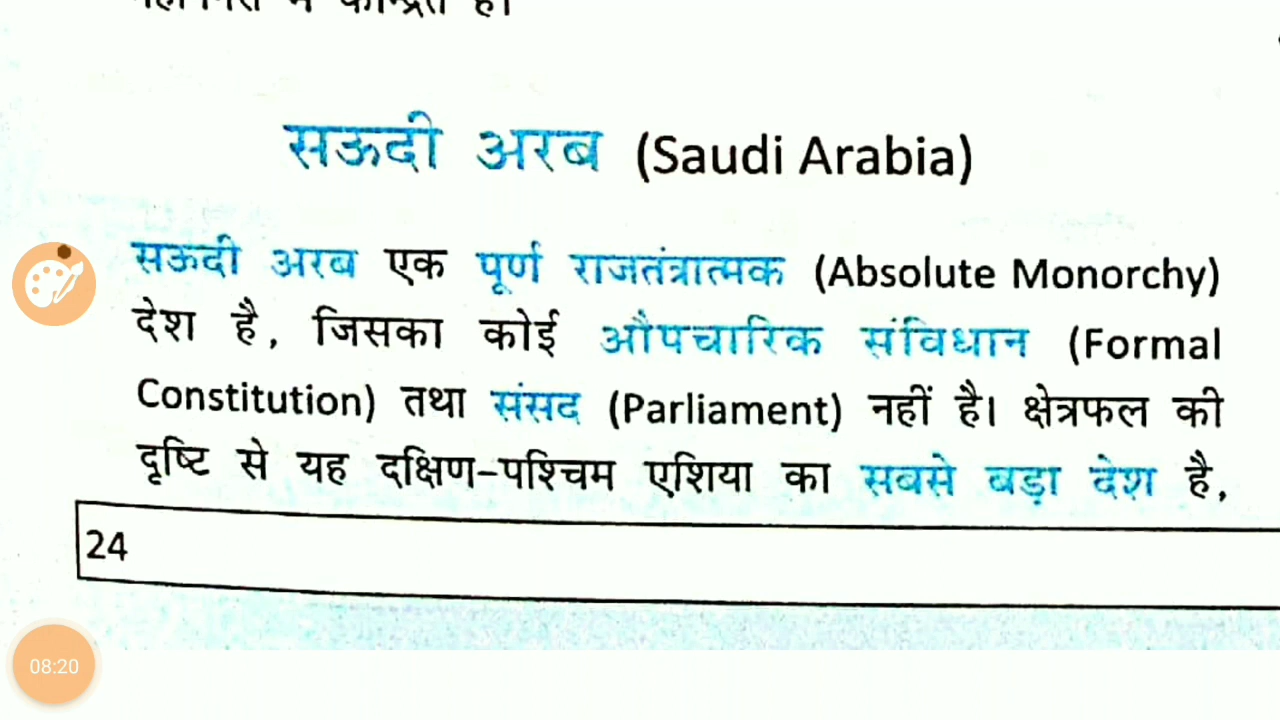 सऊदी अरब (Saudi Arabia)
सऊदी अरब एक पूर्ण राजतंत्रात्मक (Absolute Monorchy)
देश है, जिसका कोई औपचारिक संविधान (Formal
Constitution) तथा संसद (Parliament) नहीं है। क्षेत्रफल की
दृष्टि से यह दक्षिण-पश्चिम एशिया का सबसे बड़ा देश है,
24
08:20